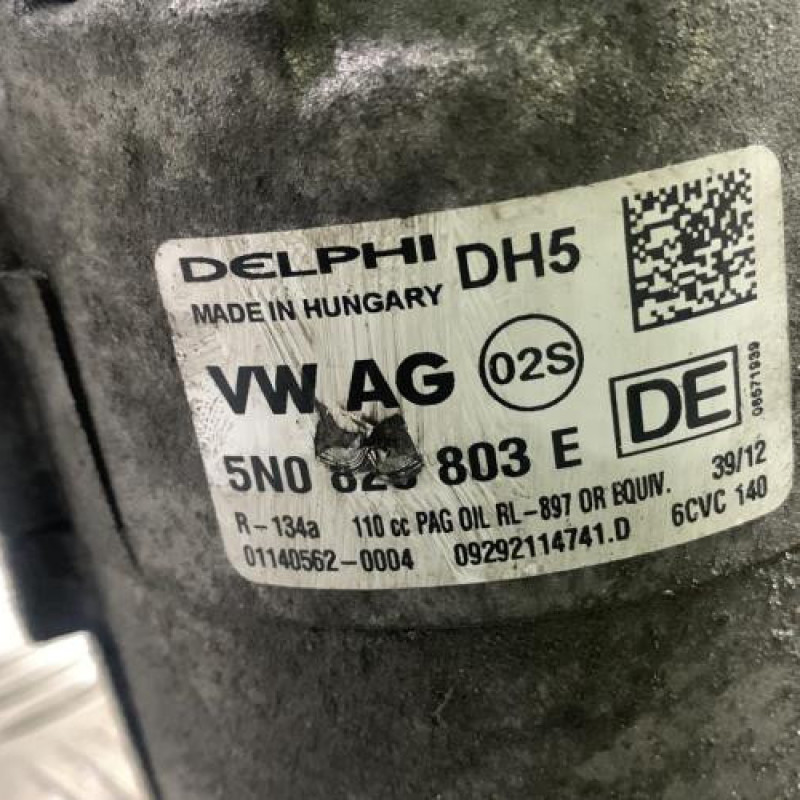 DELPHI DH5
MADE IN HUNGARY
VW AG 02S
DE
5N0 803 E
39/12
R-134a 110 cc PAG OIL RL-897 OR EQUIV.
6CVC 140
01140562-0004 09292114741.D
08571939